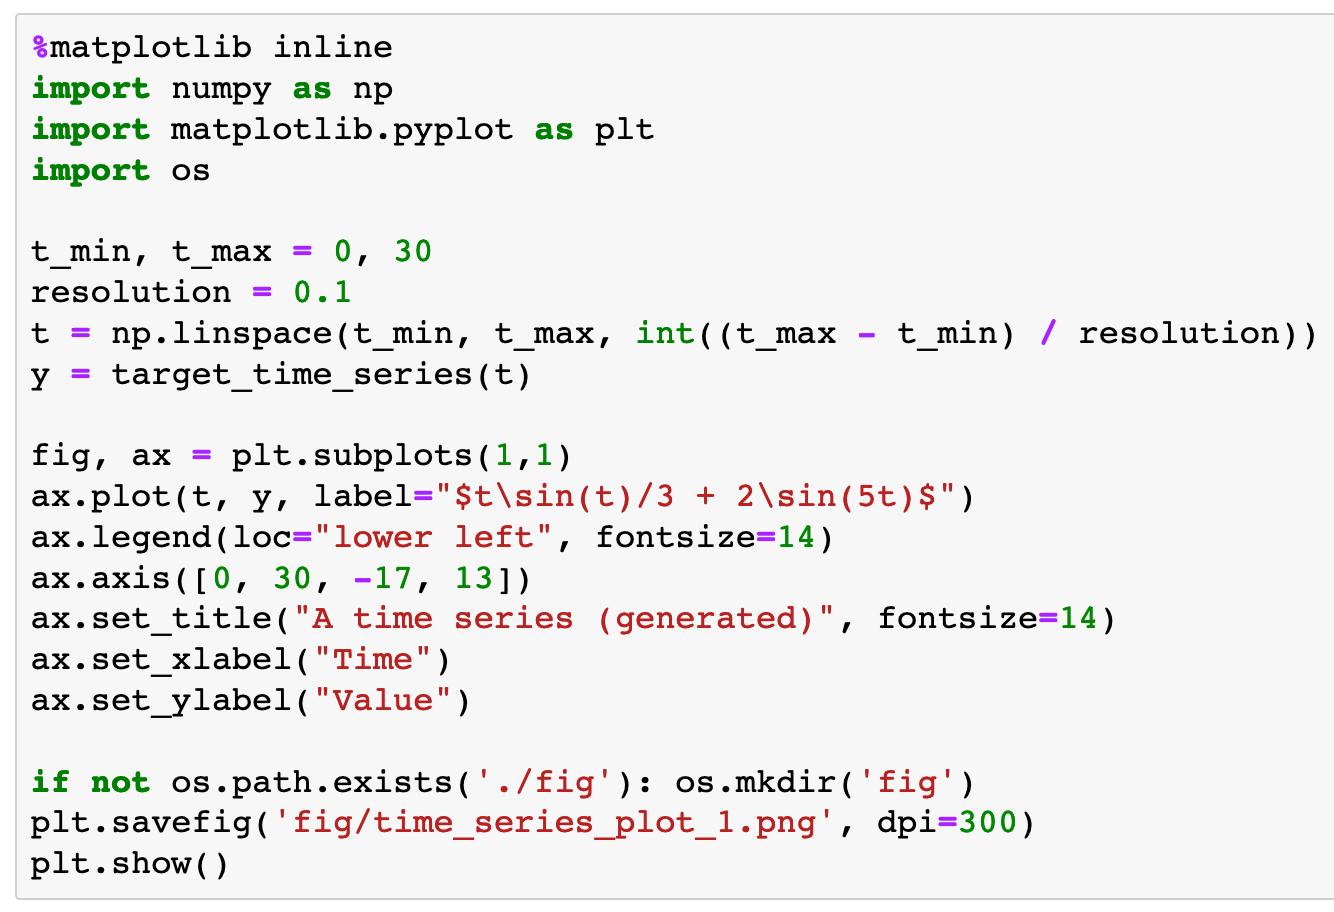 %matplotlib inline
import numpy as np
import matplotlib.pyplot as plt
import os
t_min, t_max = 0, 30
resolution = 0.1
t = np.linspace(t_min, t_max, int((t_max - t_min) / resolution))
y = target_time_series(t)
fig, ax = plt.subplots(1,1)
ax.plot(t, y, label="$t\sin(t)/3 + 2\sin(5t)$")
ax.legend(loc="lower left", fontsize=14)
ax.axis([0, 30, -17, 13])
ax.set_title("A time series (generated)", fontsize=14)
ax.set_xlabel("Time")
ax.set_ylabel("Value")
if not os.path.exists('./fig'): os.mkdir('fig')
plt.savefig('fig/time_series_plot_1.png', dpi=300)
plt.show()